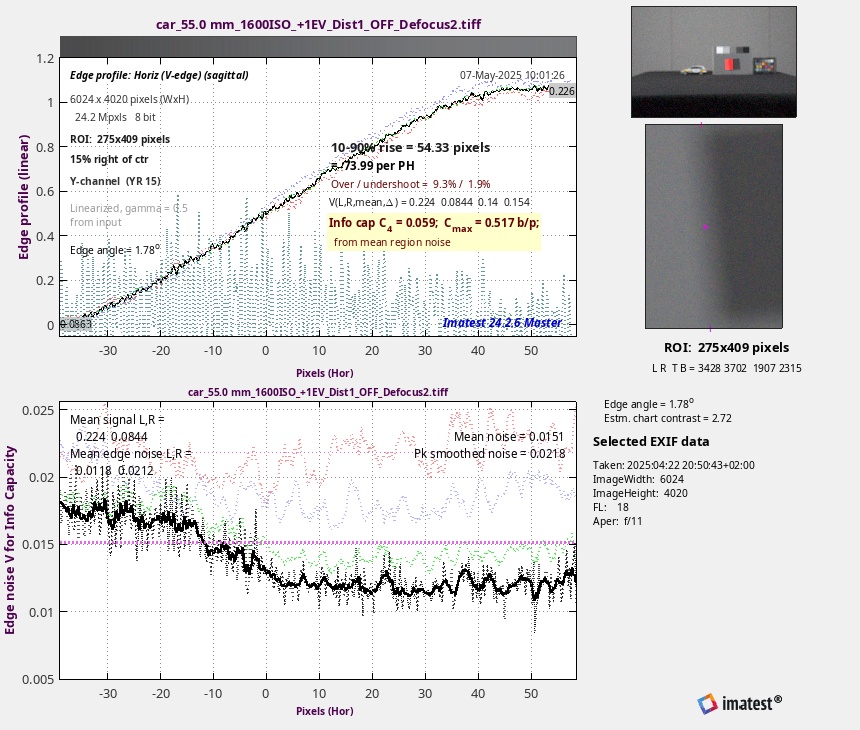 car_55.0 mm_1600ISO_+1EV_Dist1_OFF_Defocus2.tiff
Edge profile: Horiz (V-edge) (sagittal)
07-May-2025 10:01:26
6024 x 4020 pixels (WxH)
24.2 Mpxls 8 bit
ROI: 275x409 pixels
15% right of ctr
Y-channel (YR 15)
Linearized, gamma = 0.5
from input
Edge angle = 1.78°
0.226
10-90% rise = 54.33 pixels
= 73.99 per PH
Over / undershoot = 9.3% / 1.9%
V(L,R,mean,Δ) = 0.224 0.0844 0.14 0.154
Info cap C4 = 0.059; Cmax = 0.517 b/p;
from mean region noise
0.0863
Imatest 24.2.6 Master
Edge profile (linear)
1.2
1
0.8
0.6
0.4
0.2
0
-30 -20 -10 0 10 20 30 40 50
Pixels (Hor)
car_55.0 mm_1600ISO_+1EV_Dist1_OFF_Defocus2.tiff
Mean signal L,R =
0.224 0.0844
Mean edge noise L,R =
0.0118 0.0212
Mean noise = 0.0151
Pk smoothed noise = 0.0218
Edge noise V for Info Capacity
0.025
0.02
0.015
0.01
0.005
-30 -20 -10 0 10 20 30 40 50
Pixels (Hor)
ROI: 275x409 pixels
L R T B = 3428 3702 1907 2315
Edge angle = 1.78°
Estm. chart contrast = 2.72
Selected EXIF data
Taken: 2025:04:22 20:50:43+02:00
ImageWidth: 6024
ImageHeight: 4020
FL: 18
Aper: f/11
imatest®